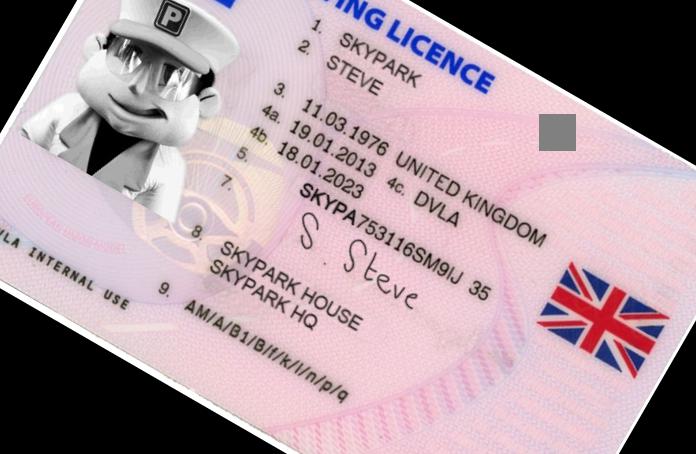 ING LICENCE
1. SKYPARK
2. STEVE
3. 11.03.1976 UNITED KINGDOM
4a. 19.01.2013 4c. DVLA
4b. 18.01.2023
5. SKYPA753116SM9IJ 35
7. S. Steve
8. SKYPARK HOUSE
SKYPARK HQ
9. AM/A/B1/B/f/k/l/n/p/q
VLA INTERNAL USE
P